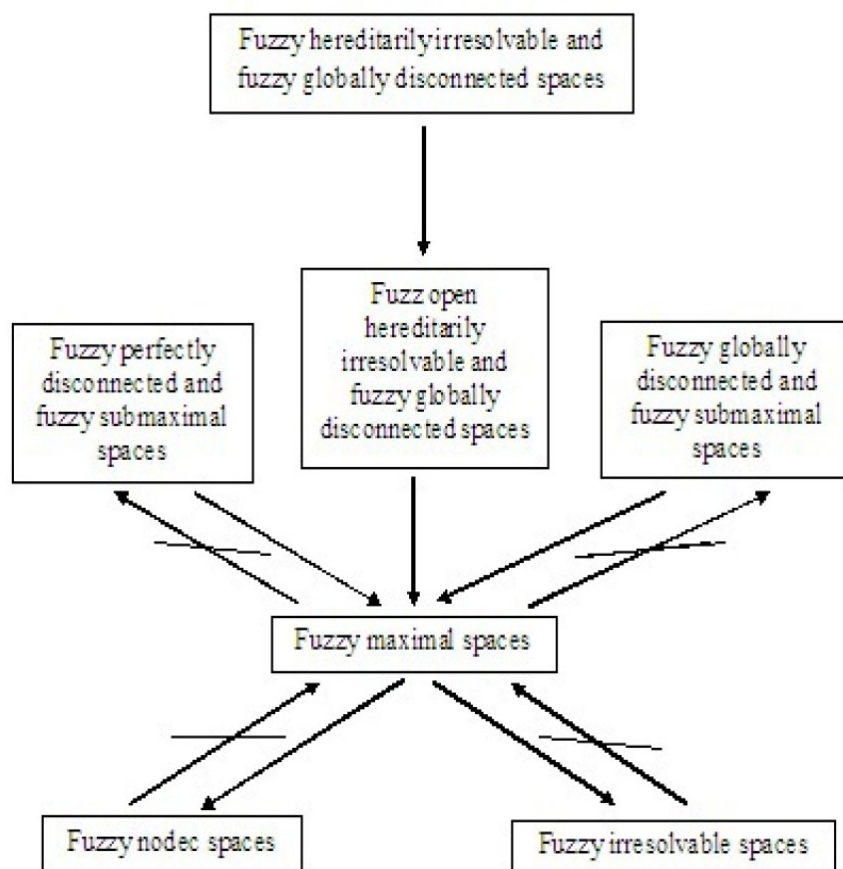 Fuzzy hereditarily irresolvable and
fuzzy globally disconnected spaces
Fuzz open
hereditarily
irresolvable and
fuzzy globally
disconnected spaces
Fuzzy perfectly
disconnected and
fuzzy submaximal
spaces
Fuzzy globally
disconnected and
fuzzy submaximal
spaces
Fuzzy maximal spaces
Fuzzy nodec spaces
Fuzzy irresolvable spaces